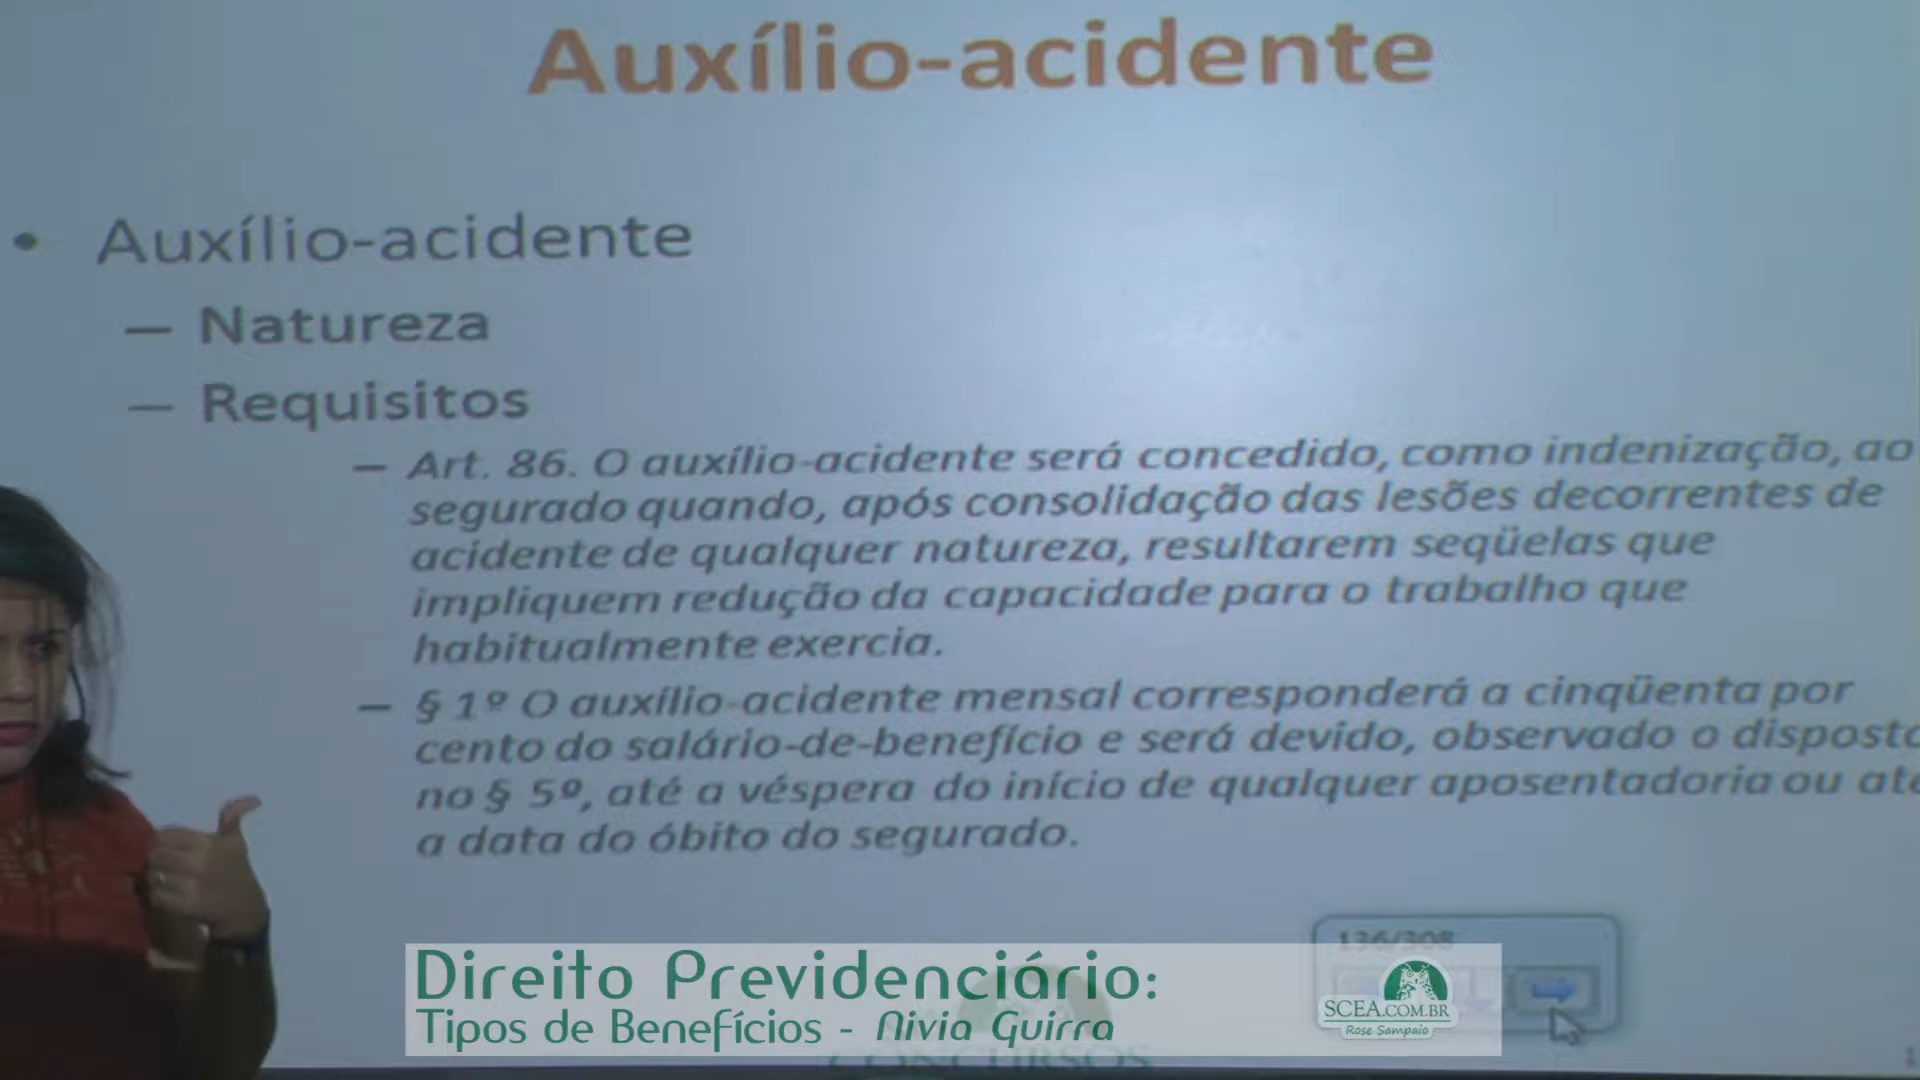 Auxílio-acidente
• Auxílio-acidente
— Natureza
— Requisitos
— Art. 86. O auxílio-acidente será concedido, como indenização, ao
segurado quando, após consolidação das lesões decorrentes de
acidente de qualquer natureza, resultarem seqüelas que
impliquem redução da capacidade para o trabalho que
habitualmente exercia.
— § 1º O auxílio-acidente mensal corresponderá a cinqüenta por
cento do salário-de-benefício e será devido, observado o disposto
no § 5º, até a véspera do início de qualquer aposentadoria ou até
a data do óbito do segurado.
136/308
Direito Previdenciário:
Tipos de Benefícios - Nivia Guirra
SCEA.COM.BR
Rose Sampaio
CONCURSOS